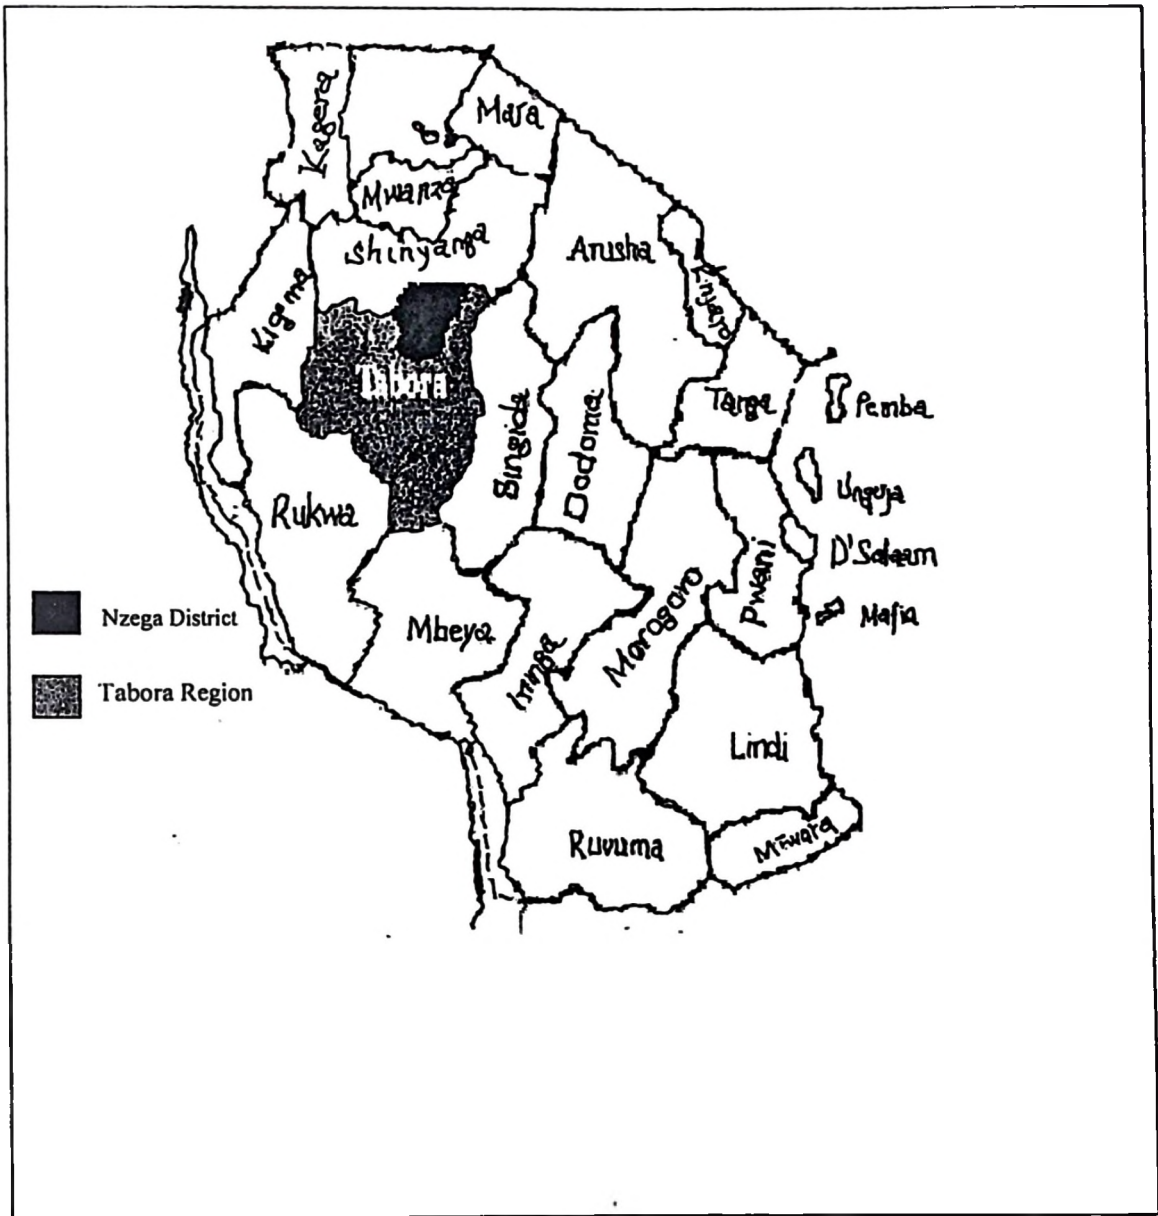 Kagera
Mara
Mwanza
Shinyanga
Arusha
Kigoma
Tabora
Singida
Dodoma
Tanga
Pemba
Unguja
Rukwa
D'Salaam
Pwani
Nzega District
Mafia
Mbeya
Morogoro
Iringa
Tabora Region
Lindi
Ruvuma
Mtwara